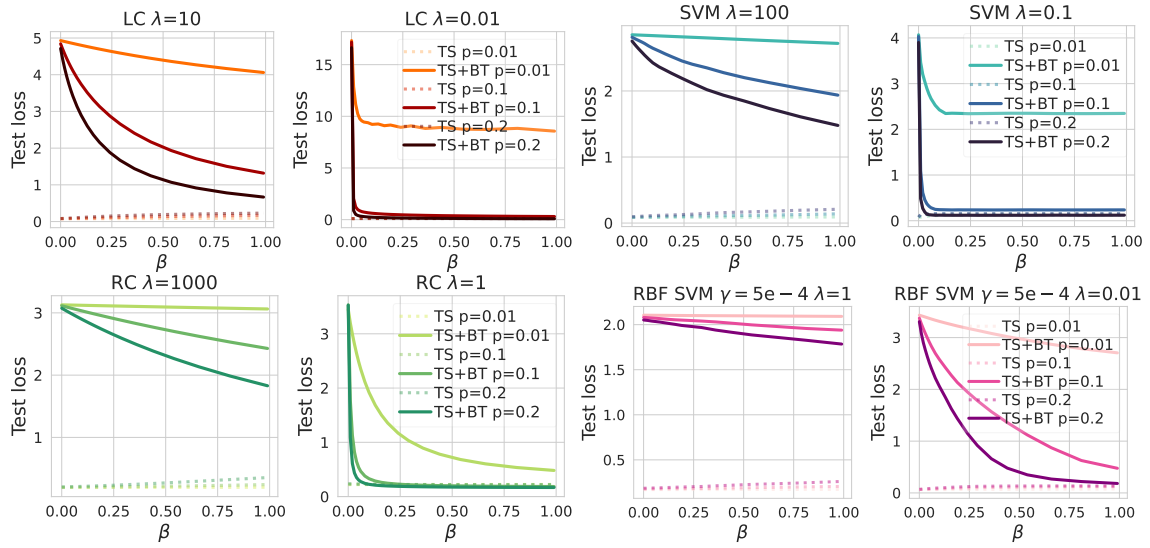 LC λ=10
Test loss
5
4
3
2
1
0
0.00 0.25 0.50 0.75 1.00
β
LC λ=0.01
Test loss
15
10
5
0
0.00 0.25 0.50 0.75 1.00
β
TS p=0.01
TS+BT p=0.01
TS p=0.1
TS+BT p=0.1
TS p=0.2
TS+BT p=0.2
SVM λ=100
Test loss
2
1
0
0.00 0.25 0.50 0.75 1.00
β
SVM λ=0.1
Test loss
4
3
2
1
0
0.00 0.25 0.50 0.75 1.00
β
TS p=0.01
TS+BT p=0.01
TS p=0.1
TS+BT p=0.1
TS p=0.2
TS+BT p=0.2
RC λ=1000
Test loss
3
2
1
0.00 0.25 0.50 0.75 1.00
β
RC λ=1
Test loss
3
2
1
0
0.00 0.25 0.50 0.75 1.00
β
TS p=0.01
TS+BT p=0.01
TS p=0.1
TS+BT p=0.1
TS p=0.2
TS+BT p=0.2
RBF SVM γ = 5e − 4 λ=1
Test loss
2.0
1.5
1.0
0.5
0.00 0.25 0.50 0.75 1.00
β
RBF SVM γ = 5e − 4 λ=0.01
Test loss
3
2
1
0
0.00 0.25 0.50 0.75 1.00
β
TS p=0.01
TS+BT p=0.01
TS p=0.1
TS+BT p=0.1
TS p=0.2
TS+BT p=0.2